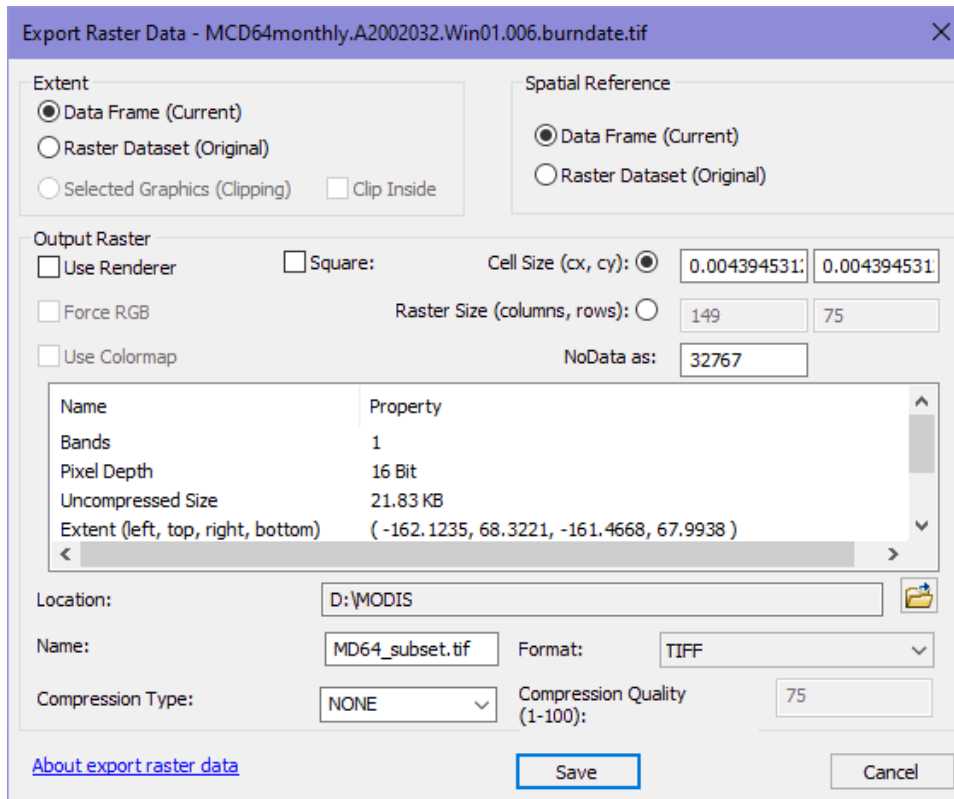 Export Raster Data - MCD64monthly.A2002032.Win01.006.burndate.tif
Extent
Data Frame (Current)
Raster Dataset (Original)
Selected Graphics (Clipping) Clip Inside
Spatial Reference
Data Frame (Current)
Raster Dataset (Original)
Output Raster
Use Renderer Square: Cell Size (cx, cy): 0.004394531 0.004394531
Force RGB Raster Size (columns, rows): 149 75
Use Colormap NoData as: 32767
Name Property
Bands 1
Pixel Depth 16 Bit
Uncompressed Size 21.83 KB
Extent (left, top, right, bottom) ( -162.1235, 68.3221, -161.4668, 67.9938 )
Location: D:\MODIS
Name: MD64_subset.tif Format: TIFF
Compression Type: NONE Compression Quality
(1-100): 75
About export raster data Save Cancel